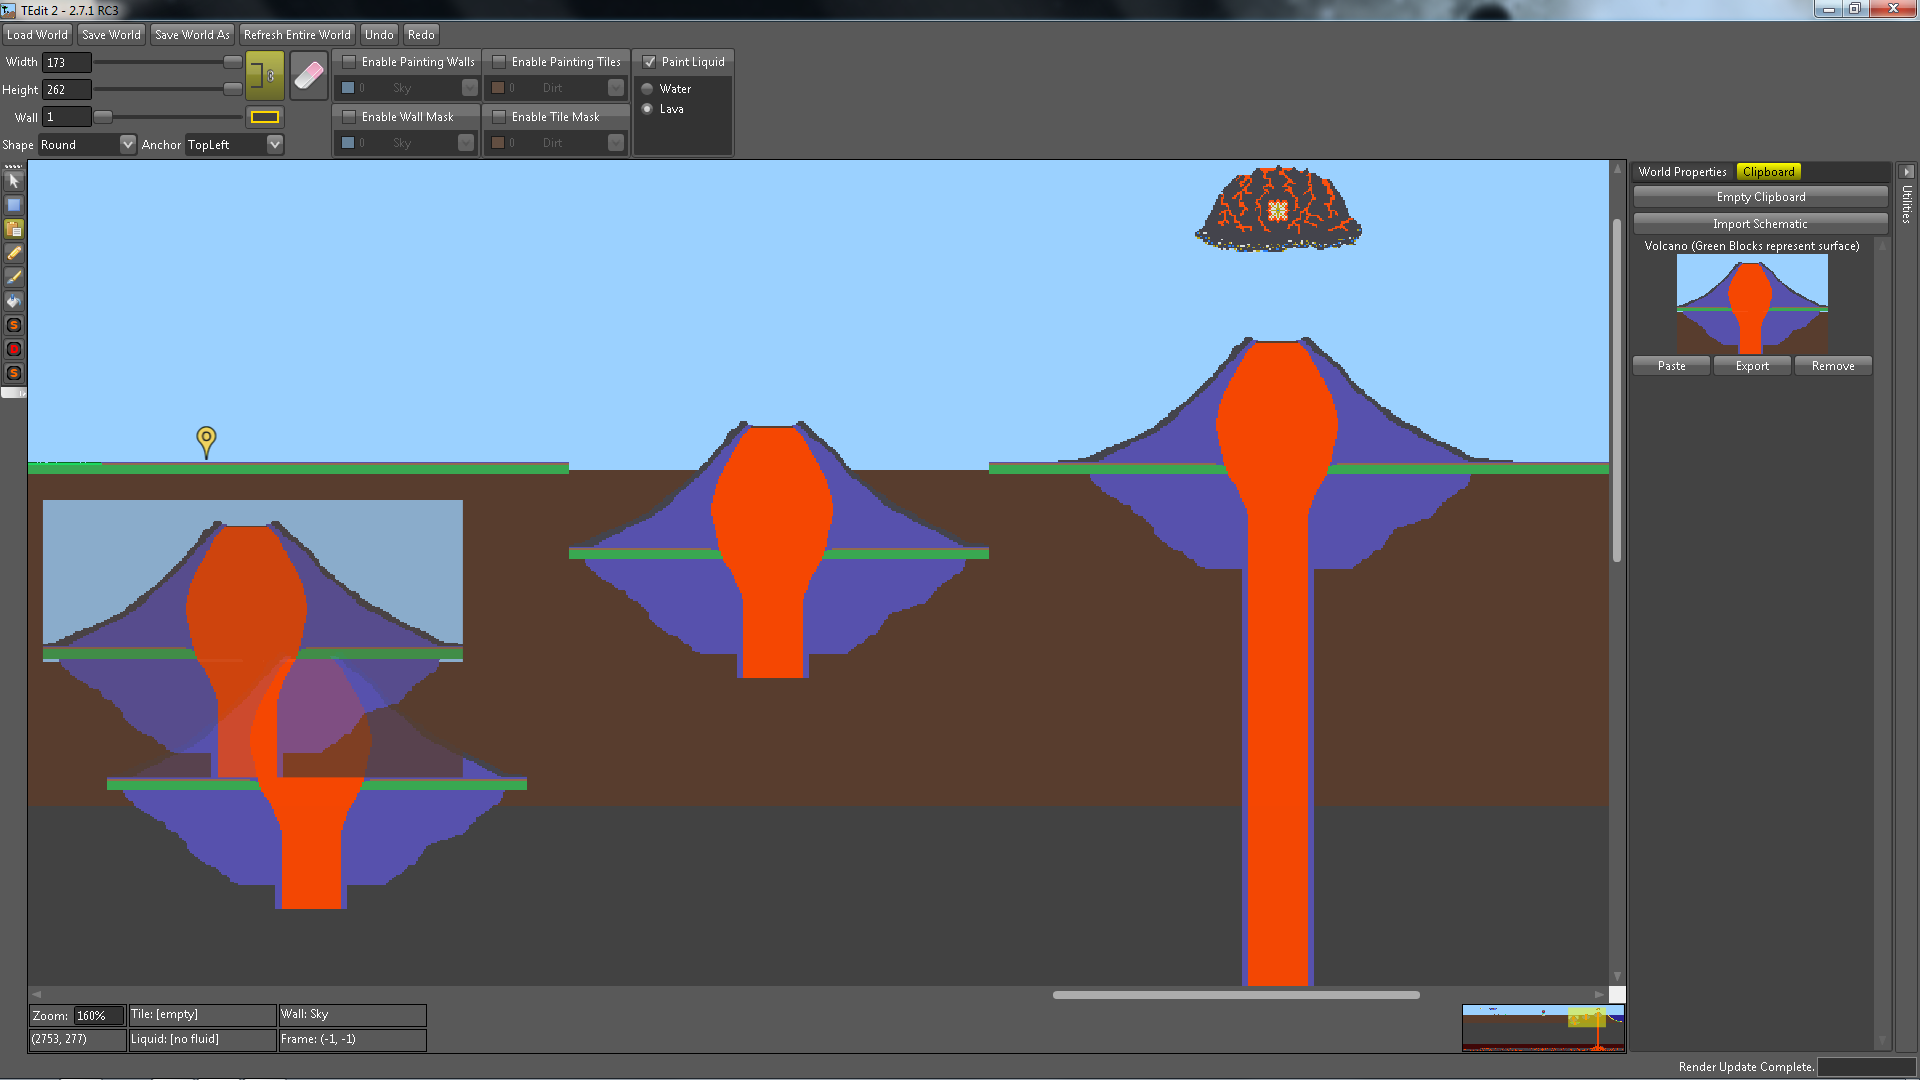 TEdit 2 - 2.7.1 RC3
Load World Save World Save World As Refresh Entire World Undo Redo
Width 173
Height 262
Wall 1
Shape Round Anchor TopLeft
Enable Painting Walls Enable Painting Tiles Paint Liquid
0 Sky 0 Dirt Water
Lava
Enable Wall Mask Enable Tile Mask
0 Sky 0 Dirt
World Properties Clipboard
Utilities
Empty Clipboard
Import Schematic
Volcano (Green Blocks represent surface)
Paste Export Remove
Zoom: 160% Tile: [empty] Wall: Sky
(2753, 277) Liquid: [no fluid] Frame: (-1, -1)
Render Update Complete.